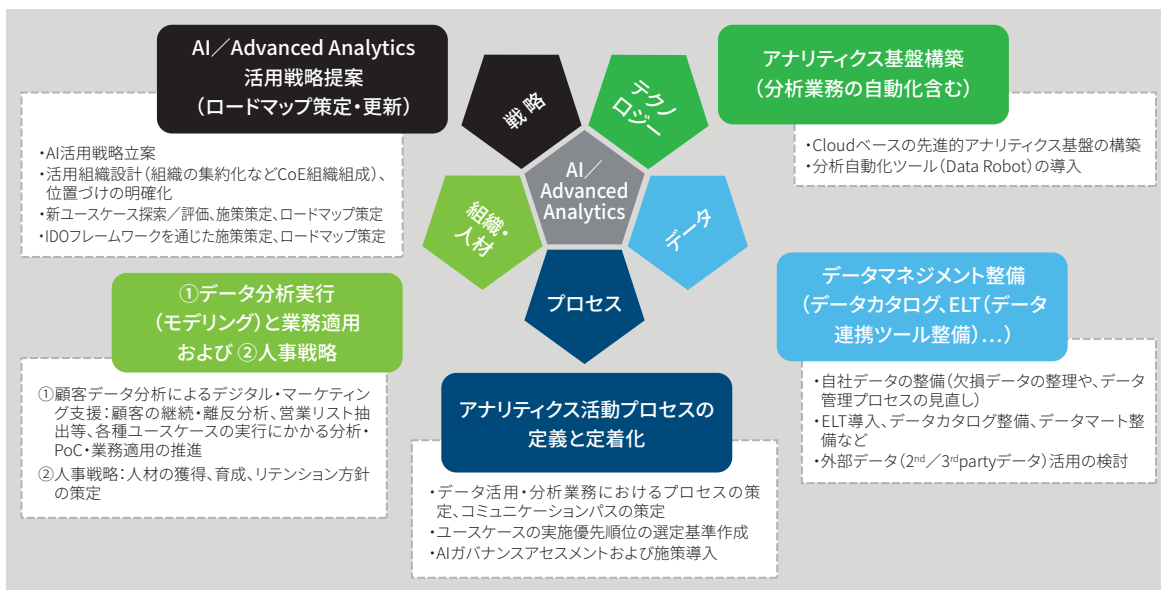 AI／Advanced Analytics
活用戦略提案
（ロードマップ策定・更新）
・AI活用戦略立案
・活用組織設計（組織の集約化などCoE組織組成）、
位置づけの明確化
・新ユースケース探索／評価、施策策定、ロードマップ策定
・IDOフレームワークを通じた施策策定、ロードマップ策定
戦略
テクノ
ロジー
AI／
Advanced
Analytics
組織・
人材
データ
プロセス
アナリティクス基盤構築
（分析業務の自動化含む）
・Cloudベースの先進的アナリティクス基盤の構築
・分析自動化ツール（Data Robot）の導入
①データ分析実行
（モデリング）と業務適用
および ②人事戦略
①顧客データ分析によるデジタル・マーケティ
ング支援：顧客の継続・離反分析、営業リスト抽
出等、各種ユースケースの実行にかかる分析・
PoC・業務適用の推進
②人事戦略：人材の獲得、育成、リテンション方針
の策定
アナリティクス活動プロセスの
定義と定着化
・データ活用・分析業務におけるプロセスの策
定、コミュニケーションパスの策定
・ユースケースの実施優先順位の選定基準作成
・AIガバナンスアセスメントおよび施策導入
データマネジメント整備
（データカタログ、ELT（データ
連携ツール整備）…）
・自社データの整備（欠損データの整理や、データ
管理プロセスの見直し）
・ELT導入、データカタログ整備、データマート整
備など
・外部データ（2nd／3rdpartyデータ）活用の検討